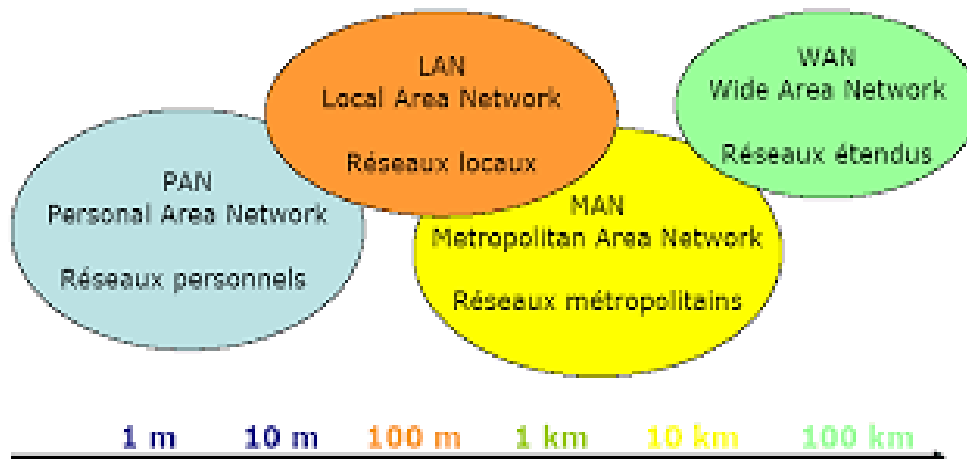 LAN
Local Area Network
Réseaux locaux
WAN
Wide Area Network
Réseaux étendus
PAN
Personal Area Network
Réseaux personnels
MAN
Metropolitan Area Network
Réseaux métropolitains
1 m 10 m 100 m 1 km 10 km 100 km